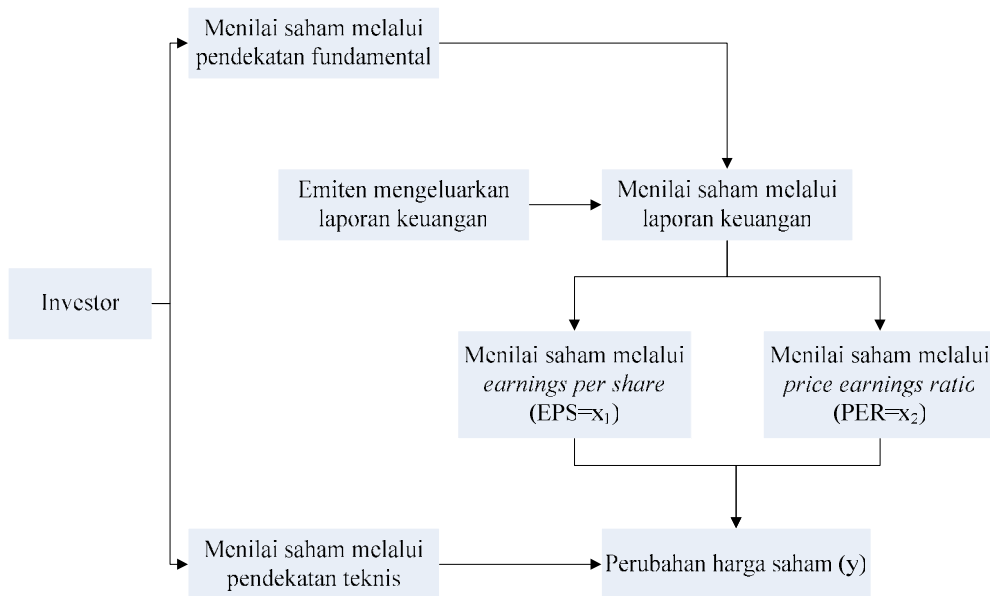 Menilai saham melalui
pendekatan fundamental
Emiten mengeluarkan
laporan keuangan
Menilai saham melalui
laporan keuangan
Investor
Menilai saham melalui
earnings per share
(EPS=x₁)
Menilai saham melalui
price earnings ratio
(PER=x₂)
Menilai saham melalui
pendekatan teknis
Perubahan harga saham (y)